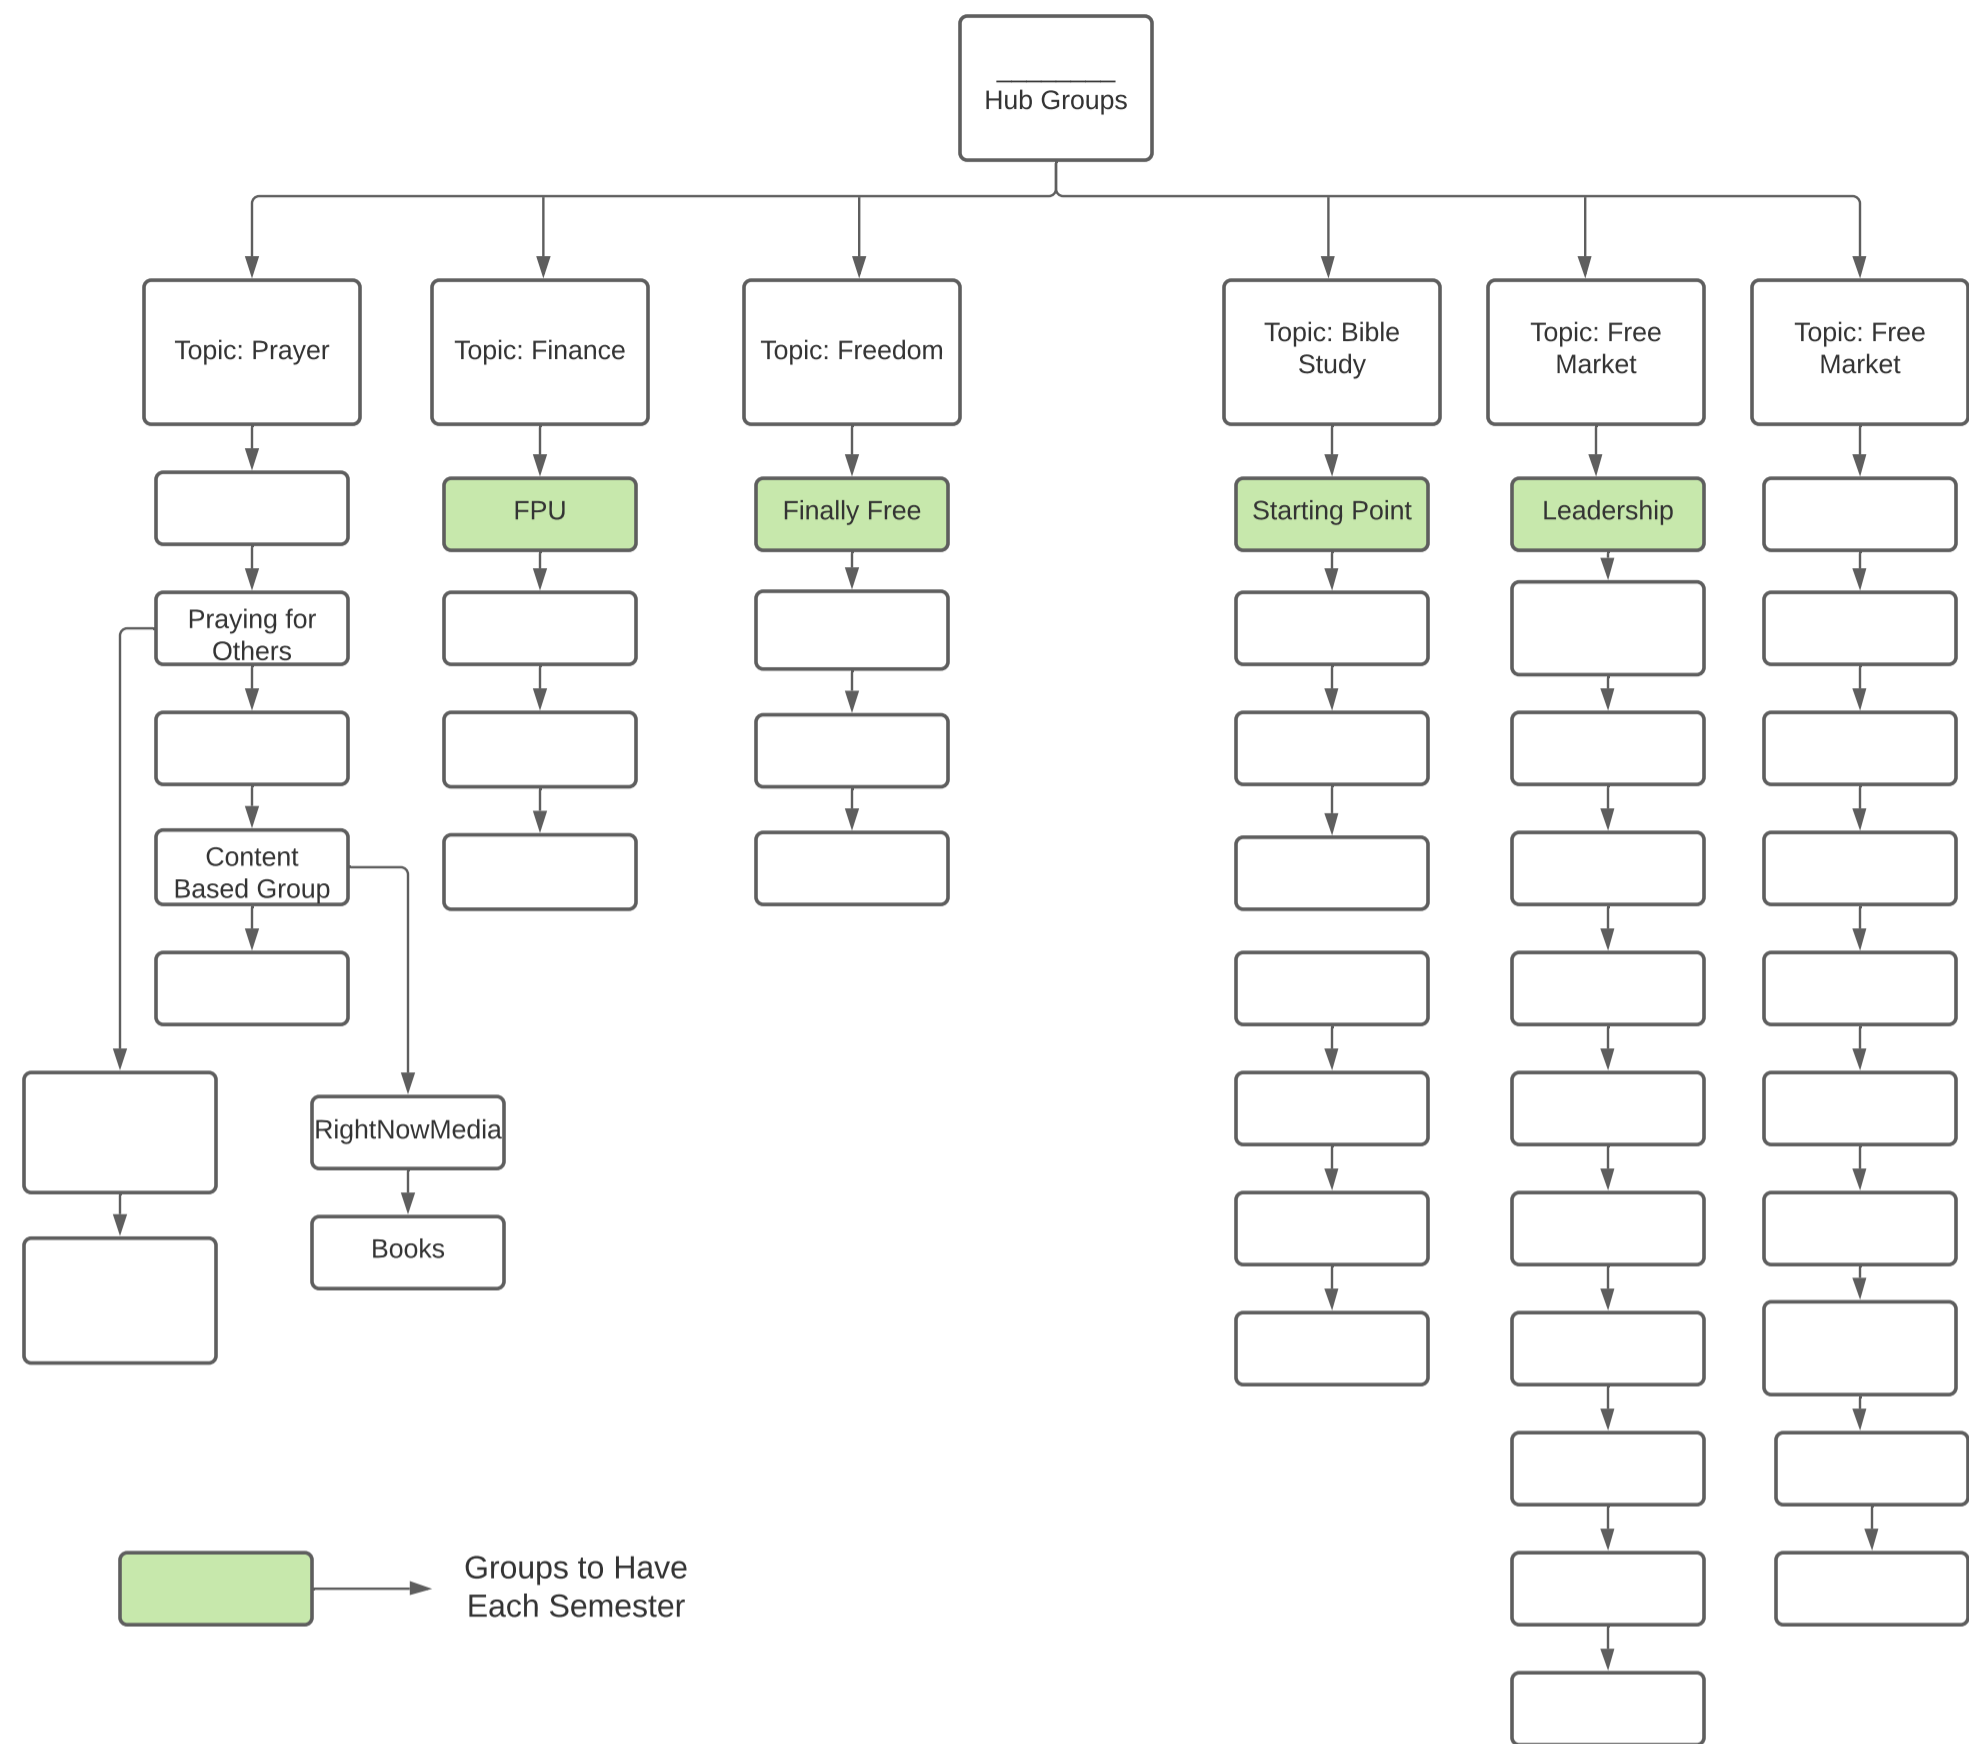 ________
Hub Groups
Topic: Prayer
Topic: Finance
Topic: Freedom
Topic: Bible
Study
Topic: Free
Market
Topic: Free
Market
FPU
Finally Free
Starting Point
Leadership
Praying for
Others
Content
Based Group
RightNowMedia
Books
Groups to Have
Each Semester